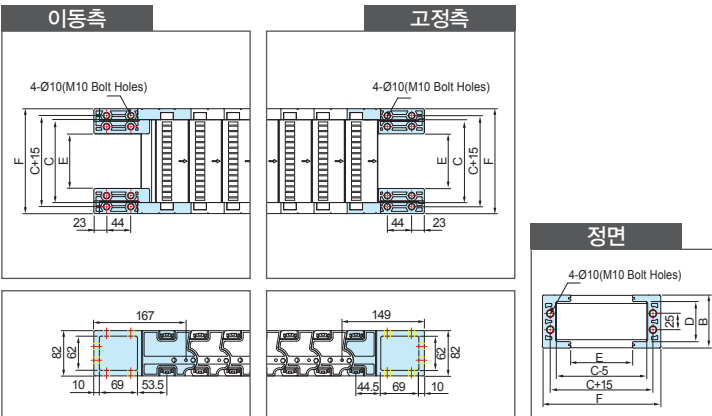 이동측
고정측
4-Ø10(M10 Bolt Holes)
4-Ø10(M10 Bolt Holes)
F
C+15
C
E
E
C
C+15
F
23
44
44
23
정면
4-Ø10(M10 Bolt Holes)
25
D
B
E
C-5
C+15
F
167
82
62
10
69
53.5
149
62
82
44.5
69
10